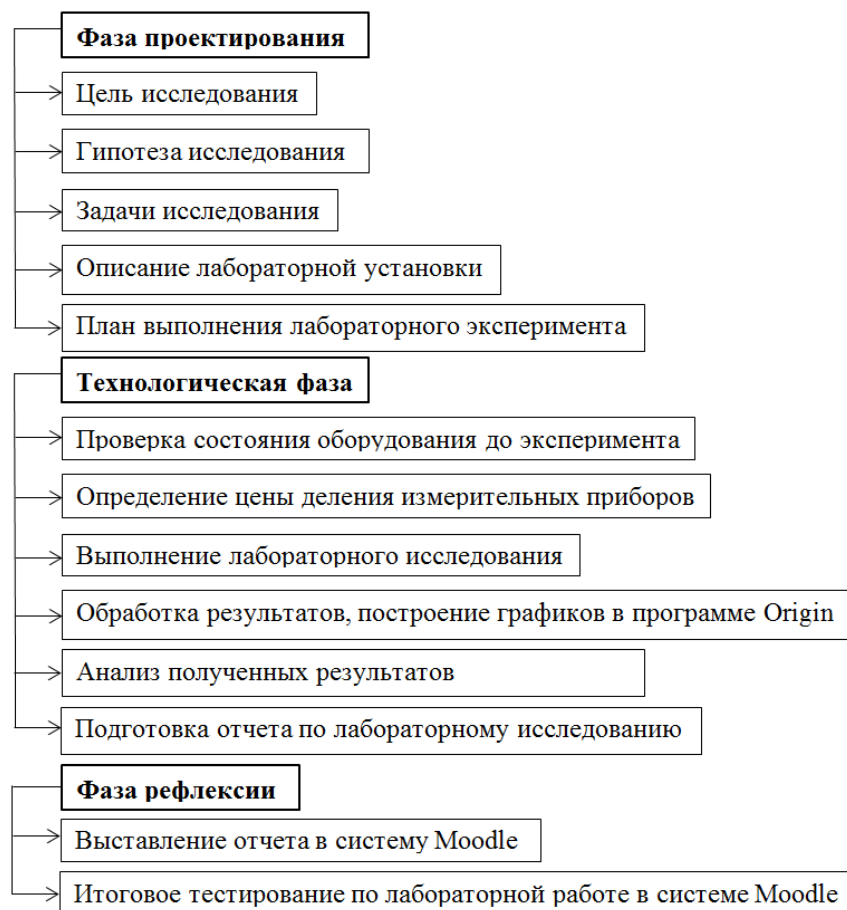 Фаза проектирования
Цель исследования
Гипотеза исследования
Задачи исследования
Описание лабораторной установки
План выполнения лабораторного эксперимента
Технологическая фаза
Проверка состояния оборудования до эксперимента
Определение цены деления измерительных приборов
Выполнение лабораторного исследования
Обработка результатов, построение графиков в программе Origin
Анализ полученных результатов
Подготовка отчета по лабораторному исследованию
Фаза рефлексии
Выставление отчета в систему Moodle
Итоговое тестирование по лабораторной работе в системе Moodle